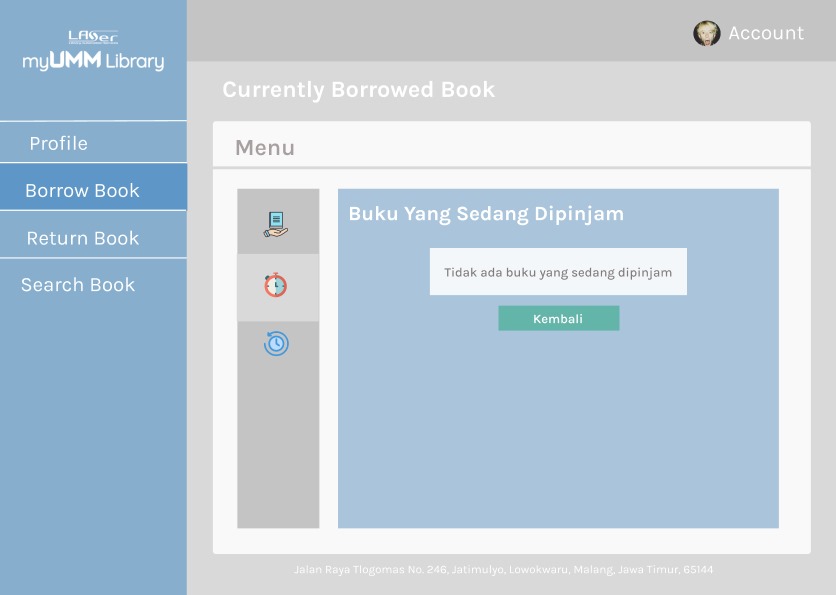 LASer
myUMM Library
Account
Currently Borrowed Book
Profile
Borrow Book
Return Book
Search Book
Menu
Buku Yang Sedang Dipinjam
Tidak ada buku yang sedang dipinjam
Kembali
Jalan Raya Tlogomas No. 246, Jatimulyo, Lowokwaru, Malang, Jawa Timur, 65144